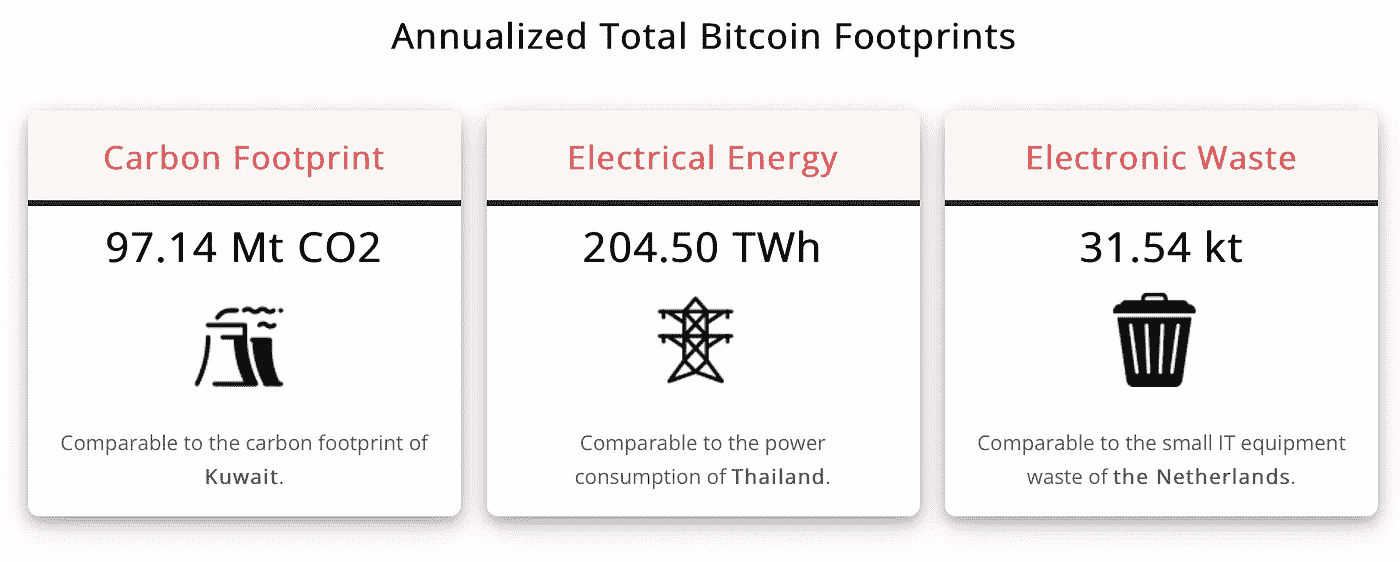 Annualized Total Bitcoin Footprints
Carbon Footprint
97.14 Mt CO2
Comparable to the carbon footprint of
Kuwait.
Electrical Energy
204.50 TWh
Comparable to the power
consumption of Thailand.
Electronic Waste
31.54 kt
Comparable to the small IT equipment
waste of the Netherlands.